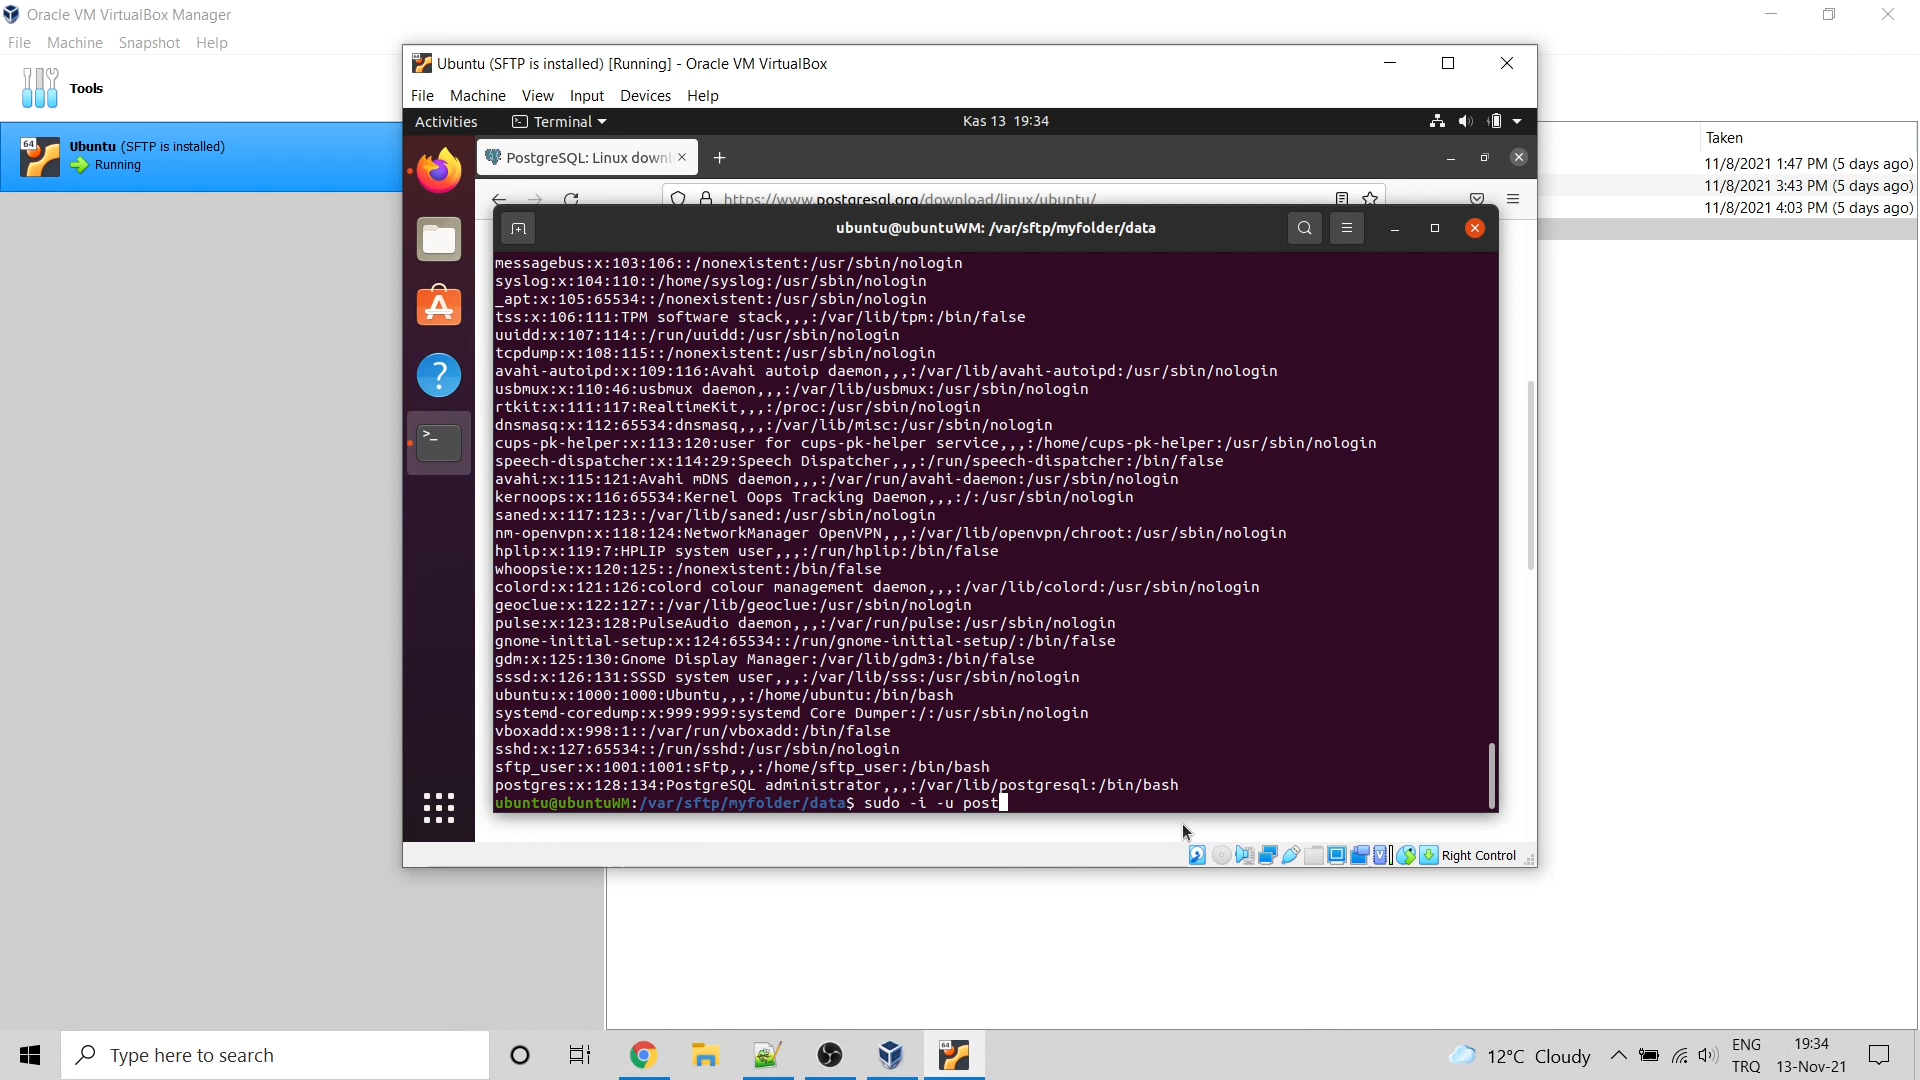 Oracle VM VirtualBox Manager
File Machine Snapshot Help
Tools
64
Ubuntu (SFTP is installed)
Running
Taken
11/8/2021 1:47 PM (5 days ago)
11/8/2021 3:43 PM (5 days ago)
11/8/2021 4:03 PM (5 days ago)
Ubuntu (SFTP is installed) [Running] - Oracle VM VirtualBox
File Machine View Input Devices Help
Activities Terminal Kas 13 19:34
PostgreSQL: Linux downl
https://www.postgresql.org/download/linux/ubuntu/
ubuntu@ubuntuWM: /var/sftp/myfolder/data
messagebus:x:103:106::/nonexistent:/usr/sbin/nologin
syslog:x:104:110::/home/syslog:/usr/sbin/nologin
_apt:x:105:65534::/nonexistent:/usr/sbin/nologin
tss:x:106:111:TPM software stack,,,:/var/lib/tpm:/bin/false
uuidd:x:107:114::/run/uuidd:/usr/sbin/nologin
tcpdump:x:108:115::/nonexistent:/usr/sbin/nologin
avahi-autoipd:x:109:116:Avahi autoip daemon,,,:/var/lib/avahi-autoipd:/usr/sbin/nologin
usbmux:x:110:46:usbmux daemon,,,:/var/lib/usbmux:/usr/sbin/nologin
rtkit:x:111:117:RealtimeKit,,,:/proc:/usr/sbin/nologin
dnsmasq:x:112:65534:dnsmasq,,,:/var/lib/misc:/usr/sbin/nologin
cups-pk-helper:x:113:120:user for cups-pk-helper service,,,:/home/cups-pk-helper:/usr/sbin/nologin
speech-dispatcher:x:114:29:Speech Dispatcher,,,:/run/speech-dispatcher:/bin/false
avahi:x:115:121:Avahi mDNS daemon,,,:/var/run/avahi-daemon:/usr/sbin/nologin
kernoops:x:116:65534:Kernel Oops Tracking Daemon,,,:/:/usr/sbin/nologin
saned:x:117:123::/var/lib/saned:/usr/sbin/nologin
nm-openvpn:x:118:124:NetworkManager OpenVPN,,,:/var/lib/openvpn/chroot:/usr/sbin/nologin
hplip:x:119:7:HPLIP system user,,,:/run/hplip:/bin/false
whoopsie:x:120:125::/nonexistent:/bin/false
colord:x:121:126:colord colour management daemon,,,:/var/lib/colord:/usr/sbin/nologin
geoclue:x:122:127::/var/lib/geoclue:/usr/sbin/nologin
pulse:x:123:128:PulseAudio daemon,,,:/var/run/pulse:/usr/sbin/nologin
gnome-initial-setup:x:124:65534::/run/gnome-initial-setup/:/bin/false
gdm:x:125:130:Gnome Display Manager:/var/lib/gdm3:/bin/false
sssd:x:126:131:SSSD system user,,,:/var/lib/sss:/usr/sbin/nologin
ubuntu:x:1000:1000:Ubuntu,,,:/home/ubuntu:/bin/bash
systemd-coredump:x:999:999:systemd Core Dumper:/:/usr/sbin/nologin
vboxadd:x:998:1::/var/run/vboxadd:/bin/false
sshd:x:127:65534::/run/sshd:/usr/sbin/nologin
sftp_user:x:1001:1001:sFtp,,,:/home/sftp_user:/bin/bash
postgres:x:128:134:PostgreSQL administrator,,,:/var/lib/postgresql:/bin/bash
ubuntu@ubuntuWM:/var/sftp/myfolder/data$ sudo -i -u post
Right Control
Type here to search
64
12°C Cloudy
ENG
TRQ
19:34
13-Nov-21